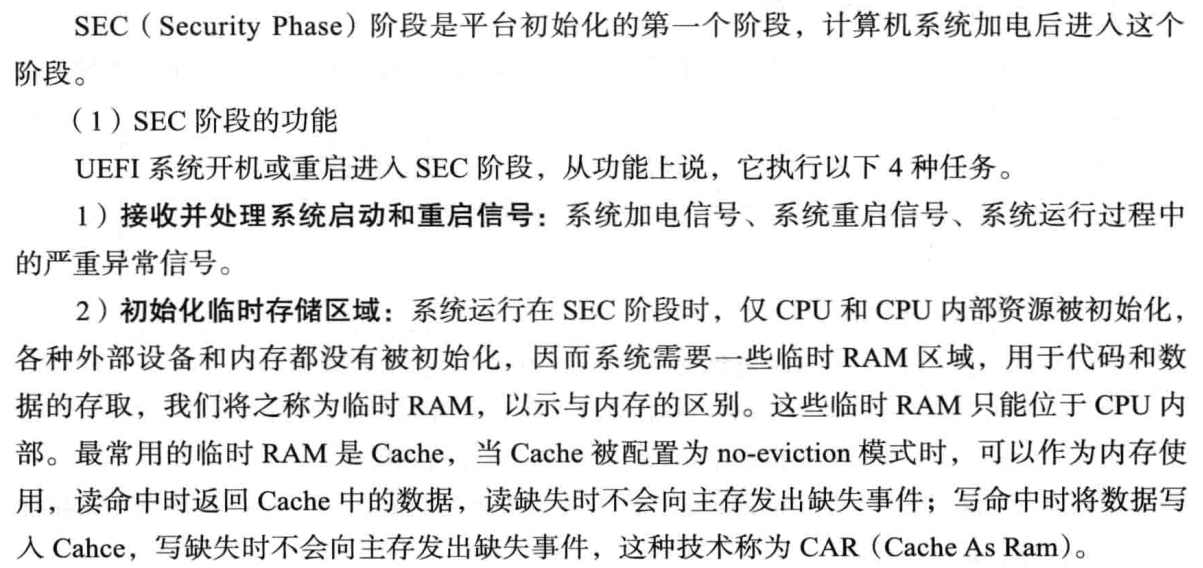 SEC（Security Phase）阶段是平台初始化的第一个阶段，计算机系统加电后进入这个
阶段。
（1）SEC 阶段的功能
UEFI 系统开机或重启进入 SEC 阶段，从功能上说，它执行以下 4 种任务。
1）接收并处理系统启动和重启信号：系统加电信号、系统重启信号、系统运行过程中
的严重异常信号。
2）初始化临时存储区域：系统运行在 SEC 阶段时，仅 CPU 和 CPU 内部资源被初始化，
各种外部设备和内存都没有被初始化，因而系统需要一些临时 RAM 区域，用于代码和数
据的存取，我们将之称为临时 RAM，以示与内存的区别。这些临时 RAM 只能位于 CPU 内
部。最常用的临时 RAM 是 Cache，当 Cache 被配置为 no-eviction 模式时，可以作为内存使
用，读命中时返回 Cache 中的数据，读缺失时不会向主存发出缺失事件；写命中时将数据写
入 Cahce，写缺失时不会向主存发出缺失事件，这种技术称为 CAR（Cache As Ram）。